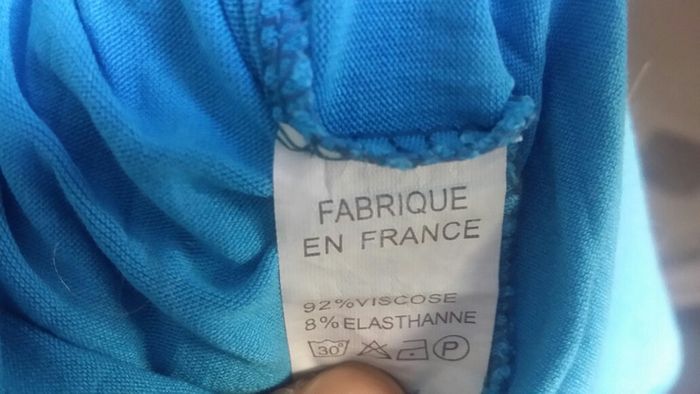 FABRIQUE
EN FRANCE
92%VISCOSE
8%ELASTHANNE
30° P